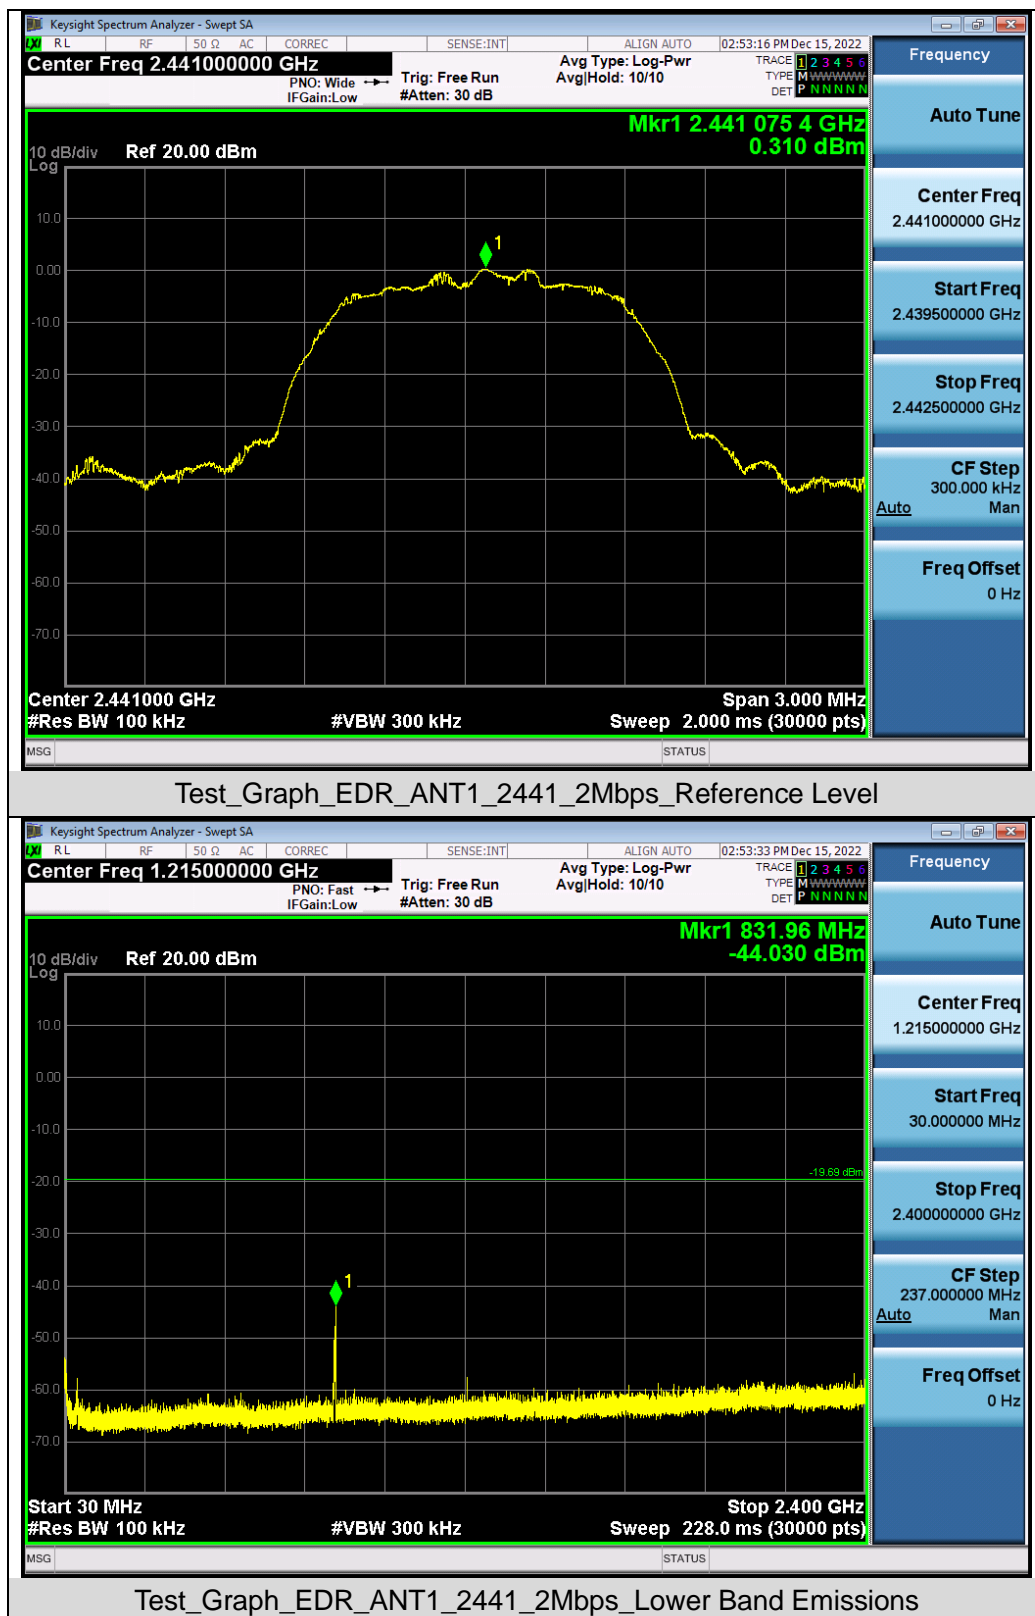 Keysight Spectrum Analyzer - Swept SA
LXI RL RF 50 Ω AC CORREC SENSE:INT ALIGN AUTO 02:53:16 PM Dec 15, 2022
Center Freq 2.441000000 GHz
PNO: Wide
IFGain:Low
Trig: Free Run
#Atten: 30 dB
Avg Type: Log-Pwr
Avg|Hold: 10/10
TRACE 1 2 3 4 5 6
TYPE M WWWWW
DET P N N N N N
Mkr1 2.441 075 4 GHz
0.310 dBm
10 dB/div Ref 20.00 dBm
Log
10.0
1
0.00
-10.0
-20.0
-30.0
-40.0
-50.0
-60.0
-70.0
Center 2.441000 GHz Span 3.000 MHz
#Res BW 100 kHz #VBW 300 kHz Sweep 2.000 ms (30000 pts)
MSG STATUS
Frequency
Auto Tune
Center Freq
2.441000000 GHz
Start Freq
2.439500000 GHz
Stop Freq
2.442500000 GHz
CF Step
300.000 kHz
Auto Man
Freq Offset
0 Hz
Test_Graph_EDR_ANT1_2441_2Mbps_Reference Level
Keysight Spectrum Analyzer - Swept SA
LXI RL RF 50 Ω AC CORREC SENSE:INT ALIGN AUTO 02:53:33 PM Dec 15, 2022
Center Freq 1.215000000 GHz
PNO: Fast
IFGain:Low
Trig: Free Run
#Atten: 30 dB
Avg Type: Log-Pwr
Avg|Hold: 10/10
TRACE 1 2 3 4 5 6
TYPE M WWWWW
DET P N N N N N
Mkr1 831.96 MHz
-44.030 dBm
10 dB/div Ref 20.00 dBm
Log
10.0
0.00
-10.0
-19.69 dBm
-20.0
-30.0
-40.0
1
-50.0
-60.0
-70.0
Start 30 MHz Stop 2.400 GHz
#Res BW 100 kHz #VBW 300 kHz Sweep 228.0 ms (30000 pts)
MSG STATUS
Frequency
Auto Tune
Center Freq
1.215000000 GHz
Start Freq
30.000000 MHz
Stop Freq
2.400000000 GHz
CF Step
237.000000 MHz
Auto Man
Freq Offset
0 Hz
Test_Graph_EDR_ANT1_2441_2Mbps_Lower Band Emissions